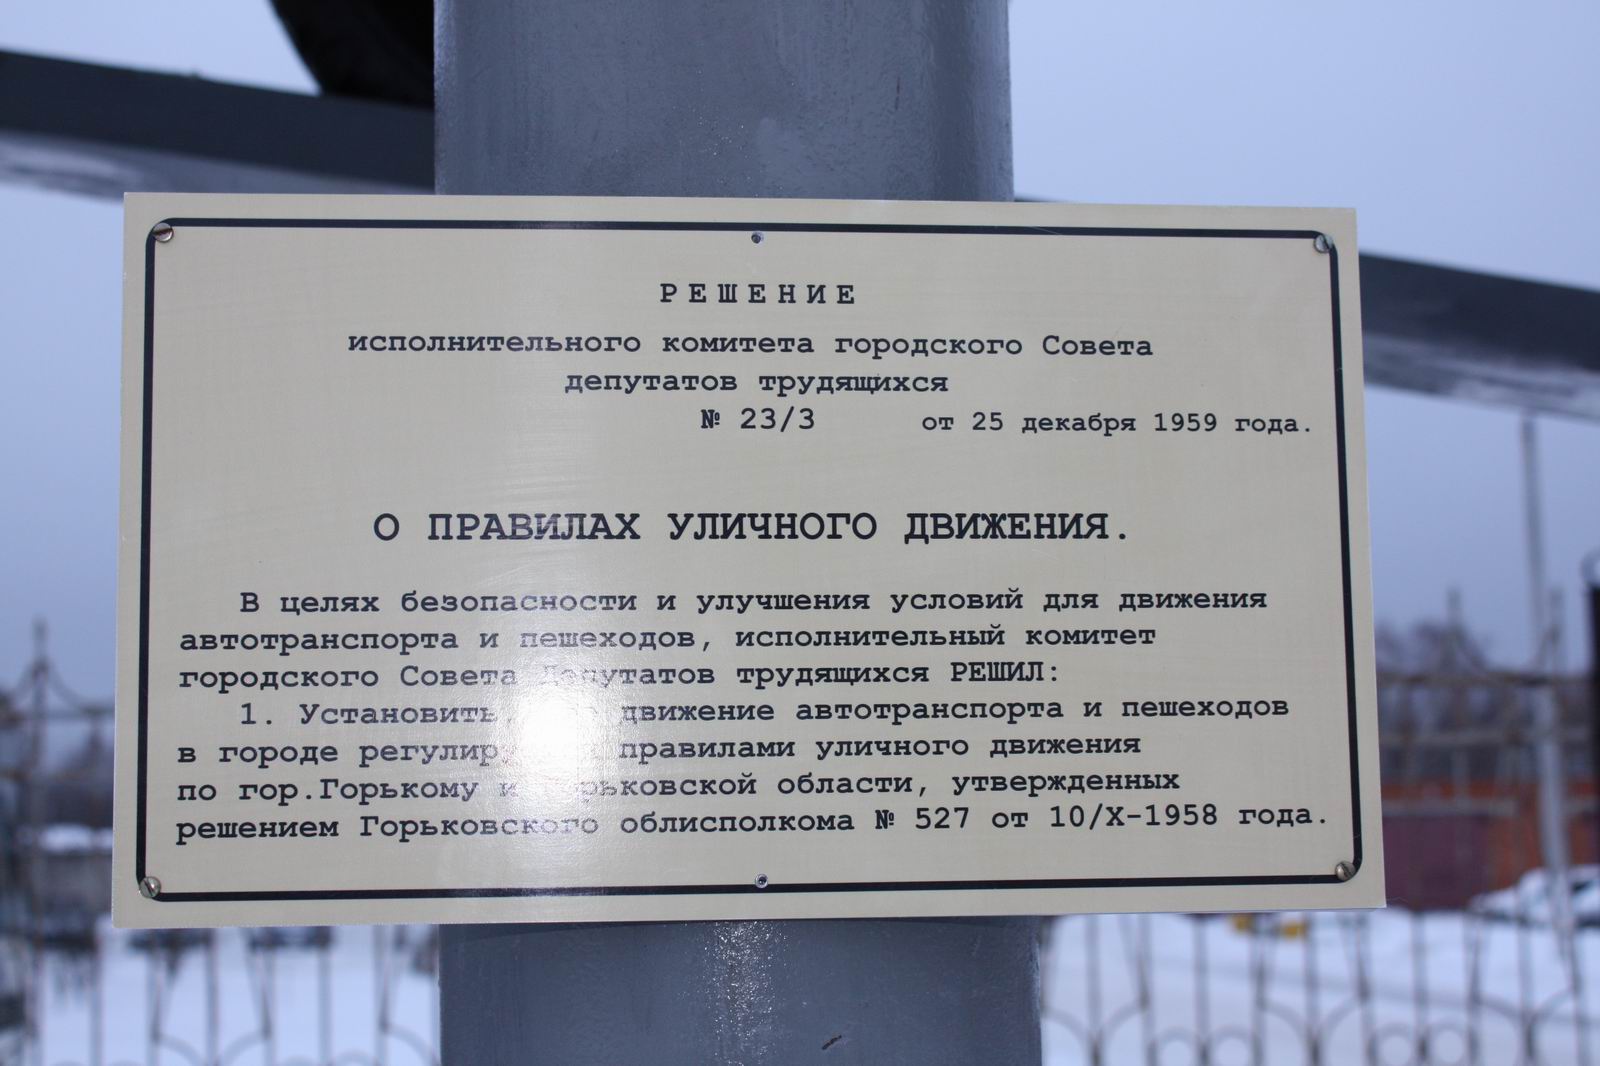 РЕШЕНИЕ
исполнительного комитета городского Совета
депутатов трудящихся
№ 23/3 от 25 декабря 1959 года.
О ПРАВИЛАХ УЛИЧНОГО ДВИЖЕНИЯ.
В целях безопасности и улучшения условий для движения
автотранспорта и пешеходов, исполнительный комитет
городского Совета Депутатов трудящихся РЕШИЛ:
1. Установить, движение автотранспорта и пешеходов
в городе правилами уличного движения
по гор.Горькому и Горьковской области, утвержденных
решением Горьковского облисполкома № 527 от 10/X-1958 года.